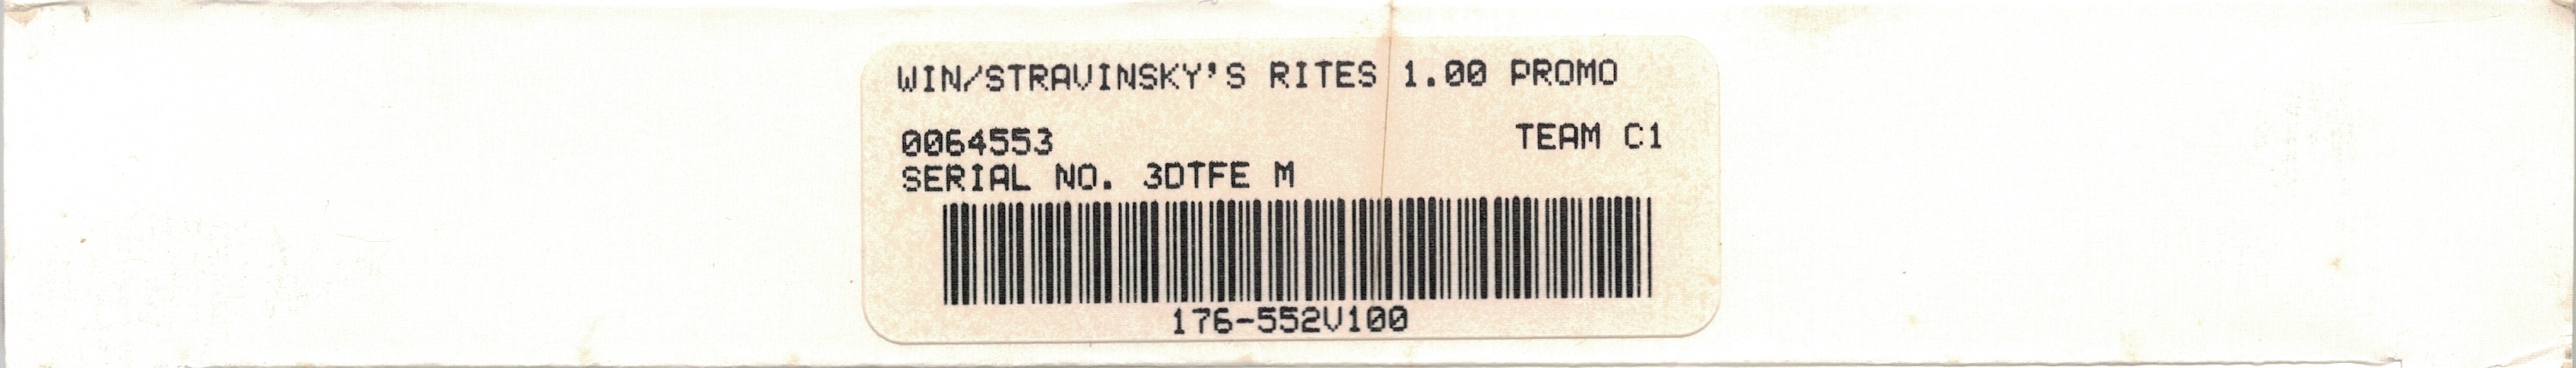 WIN/STRAVINSKY'S RITES 1.00 PROMO
0064553 TEAM C1
SERIAL NO. 3DTFE M
176-552V100